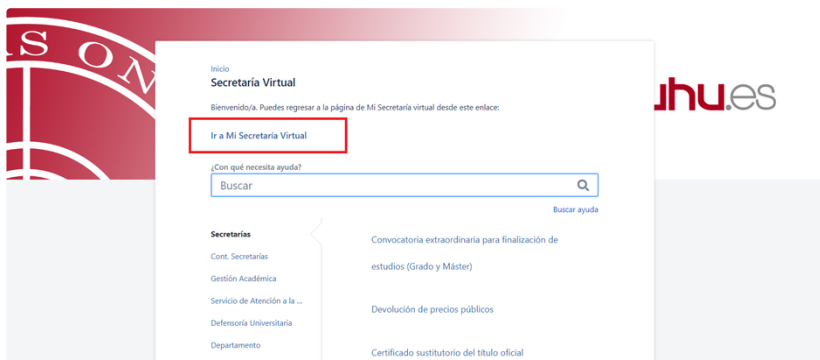 S ON
uhu.es
Inicio
Secretaría Virtual
Bienvenido/a. Puedes regresar a la página de Mi Secretaría virtual desde este enlace:
Ir a Mi Secretaría Virtual
¿Con qué necesita ayuda?
Buscar
Buscar ayuda
Secretarías
Cont. Secretarías
Gestión Académica
Servicio de Atención a la ...
Defensoría Universitaria
Departamento
Convocatoria extraordinaria para finalización de
estudios (Grado y Máster)
Devolución de precios públicos
Certificado sustitutorio del título oficial